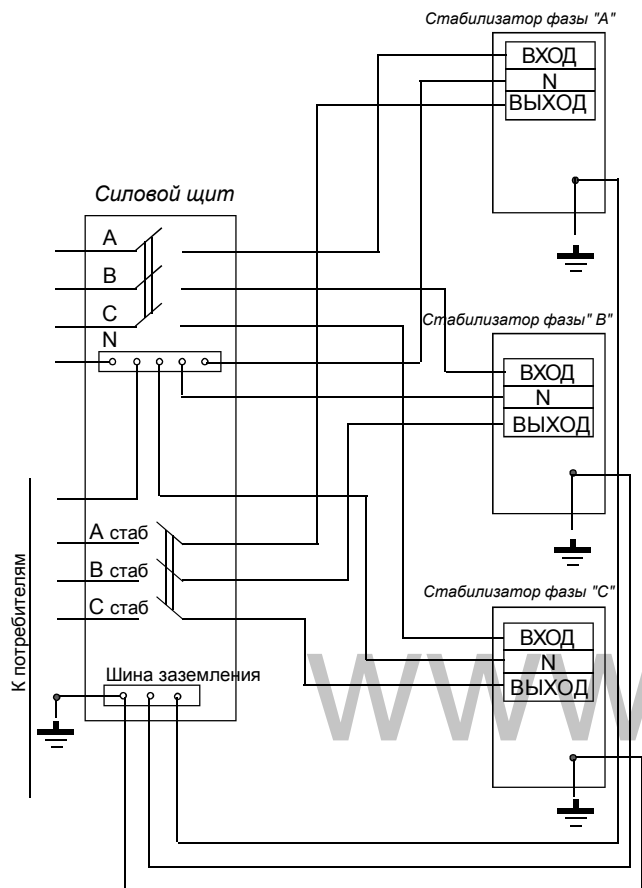 Стабилизатор фазы "А"
ВХОД
N
ВЫХОД
Силовой щит
A
B
C
N
Стабилизатор фазы" В"
ВХОД
N
ВЫХОД
А стаб
В стаб
С стаб
К потребителям
Стабилизатор фазы "С"
ВХОД
N
ВЫХОД
Шина заземления
www